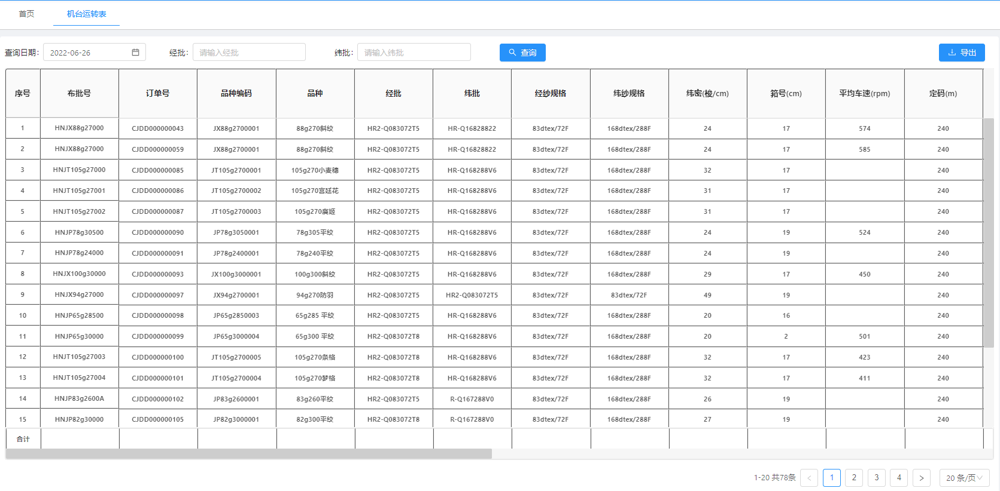 首页 机台运转表
查询日期: 2022-06-26 经批: 请输入经批 纬批: 请输入纬批 查询 导出
序号 布批号 订单号 品种编码 品种 经批 纬批 经纱规格 纬纱规格 纬密(梭/cm) 筘号(cm) 平均车速(rpm) 定码(m)
1 HNJX88g27000 CJDD000000043 JX88g2700001 88g270斜纹 HR2-Q083072T5 HR-Q16828822 83dtex/72F 168dtex/288F 24 17 574 240
2 HNJX88g27000 CJDD000000059 JX88g2700001 88g270斜纹 HR2-Q083072T5 HR-Q16828822 83dtex/72F 168dtex/288F 24 17 585 240
3 HNJT105g27000 CJDD000000085 JT105g2700001 105g270小麦穗 HR2-Q083072T5 HR-Q168288V6 83dtex/72F 168dtex/288F 32 17 240
4 HNJT105g27001 CJDD000000086 JT105g2700002 105g270宫廷花 HR2-Q083072T5 HR-Q168288V6 83dtex/72F 168dtex/288F 31 17 240
5 HNJT105g27002 CJDD000000087 JT105g2700003 105g270虞姬 HR2-Q083072T5 HR-Q168288V6 83dtex/72F 168dtex/288F 31 17 240
6 HNJP78g30500 CJDD000000090 JP78g3050001 78g305平纹 HR2-Q083072T5 HR-Q168288V6 83dtex/72F 168dtex/288F 24 19 524 240
7 HNJP78g24000 CJDD000000091 JP78g2400001 78g240平纹 HR2-Q083072T5 HR-Q168288V6 83dtex/72F 168dtex/288F 24 19 240
8 HNJX100g30000 CJDD000000093 JX100g3000001 100g300斜纹 HR2-Q083072T5 HR-Q168288V6 83dtex/72F 168dtex/288F 29 17 450 240
9 HNJX94g27000 CJDD000000097 JX94g2700001 94g270防羽 HR2-Q083072T5 HR2-Q083072T5 83dtex/72F 83dtex/72F 49 19 240
10 HNJP65g28500 CJDD000000098 JP65g2850003 65g285 平纹 HR2-Q083072T5 HR-Q168288V6 83dtex/72F 168dtex/288F 20 16 240
11 HNJP65g30000 CJDD000000099 JP65g3000004 65g300 平纹 HR2-Q083072T8 HR-Q168288V6 83dtex/72F 168dtex/288F 20 2 501 240
12 HNJT105g27003 CJDD000000100 JT105g2700005 105g270条格 HR2-Q083072T8 HR-Q168288V6 83dtex/72F 168dtex/288F 32 17 423 240
13 HNJT105g27004 CJDD000000101 JT105g2700004 105g270梦格 HR2-Q083072T8 HR-Q168288V6 83dtex/72F 168dtex/288F 32 17 411 240
14 HNJP83g2600A CJDD000000102 JP83g2600001 83g260平纹 HR2-Q083072T5 R-Q167288V0 83dtex/72F 168dtex/288F 26 19 240
15 HNJP82g30000 CJDD000000105 JP82g3000001 82g300平纹 HR2-Q083072T8 R-Q167288V0 83dtex/72F 168dtex/288F 27 19 240
合计
1-20 共78条 < 1 2 3 4 > 20 条/页